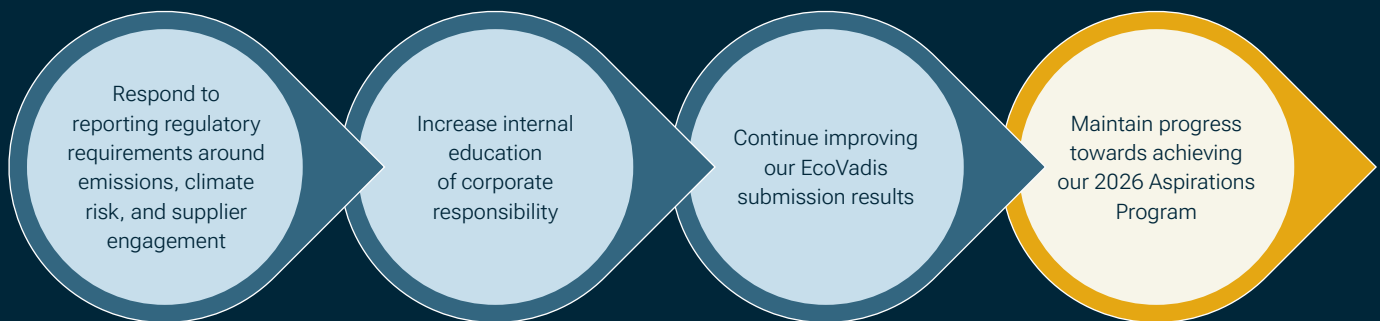 Respond to
reporting regulatory
requirements around
emissions, climate
risk, and supplier
engagement
Increase internal
education
of corporate
responsibility
Continue improving
our EcoVadis
submission results
Maintain progress
towards achieving
our 2026 Aspirations
Program